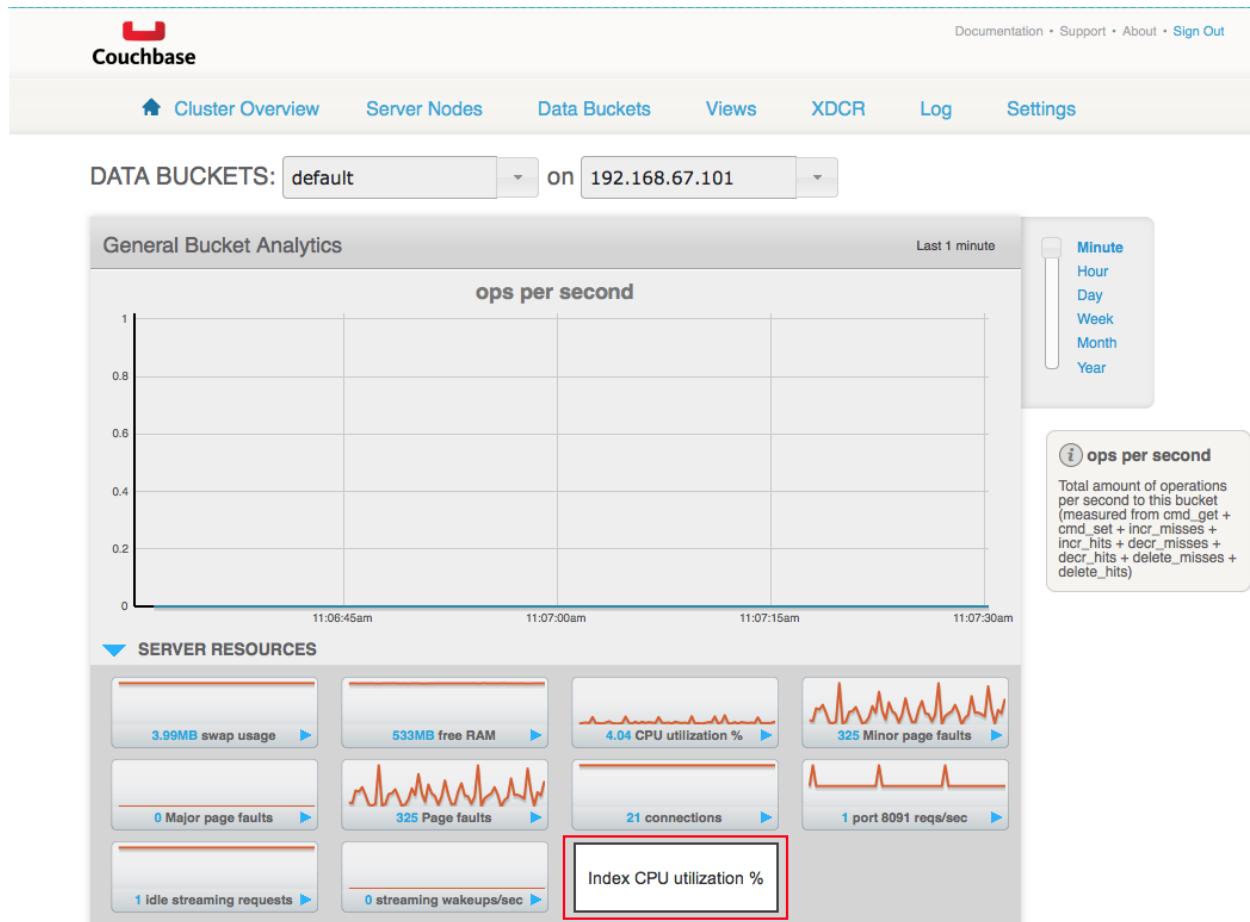 Couchbase
Documentation • Support • About • Sign Out
Cluster Overview Server Nodes Data Buckets Views XDCR Log Settings
DATA BUCKETS: default on 192.168.67.101
General Bucket Analytics Last 1 minute
ops per second
1
0.8
0.6
0.4
0.2
0
11:06:45am 11:07:00am 11:07:15am 11:07:30am
Minute
Hour
Day
Week
Month
Year
i ops per second
Total amount of operations
per second to this bucket
(measured from cmd_get +
cmd_set + incr_misses +
incr_hits + decr_misses +
decr_hits + delete_misses +
delete_hits)
SERVER RESOURCES
3.99MB swap usage 533MB free RAM 4.04 CPU utilization % 325 Minor page faults
0 Major page faults 325 Page faults 21 connections 1 port 8091 reqs/sec
1 idle streaming requests 0 streaming wakeups/sec Index CPU utilization %